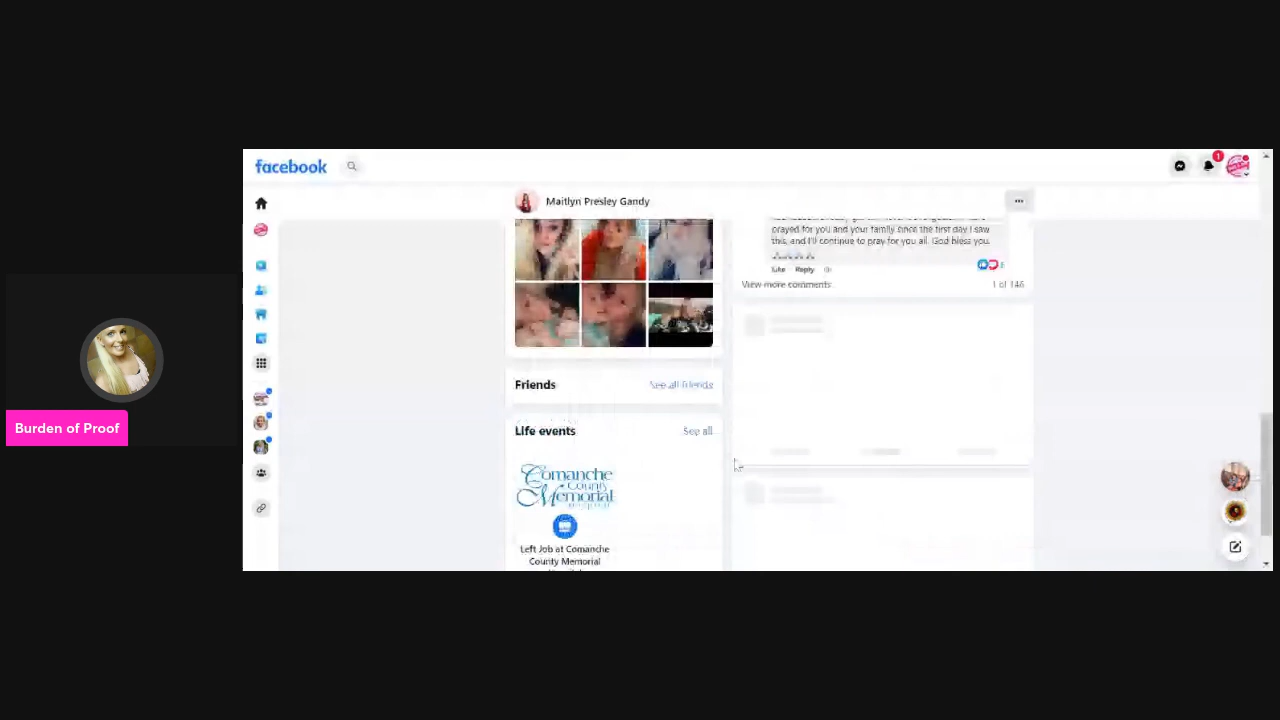 facebook
1
Maitlyn Presley Gandy
prayed for you and your family since the first day I saw
this, and I'll continue to pray for you all. God bless you.
Like Reply
View more comments
1 of 146
Friends
See all friends
Life events
See all
Comanche
County
Memorial
Left Job at Comanche
County Memorial
Burden of Proof